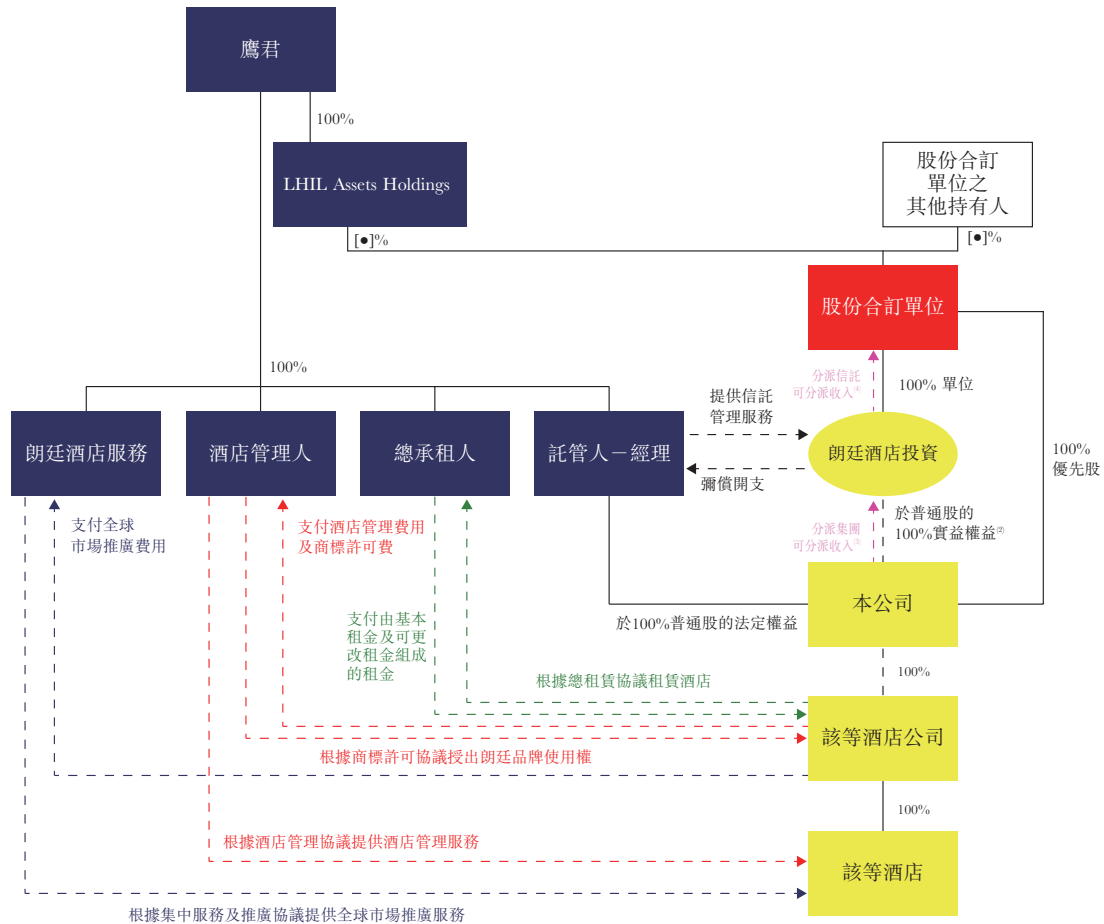 鷹君
100%
LHIL Assets Holdings
股份合訂
單位之
其他持有人
[●]%
[●]%
股份合訂單位
100%
分派信託
可分派收入⁽⁴⁾
100% 單位
提供信託
管理服務
朗廷酒店服務
酒店管理人
總承租人
託管人－經理
朗廷酒店投資
100%
優先股
彌償開支
支付全球
市場推廣費用
支付酒店管理費用
及商標許可費
分派集團
可分派收入⁽³⁾
於普通股的
100%實益權益⁽²⁾
本公司
於100%普通股的法定權益
支付由基本
租金及可更
改租金組成
的租金
100%
根據總租賃協議租賃酒店
該等酒店公司
根據商標許可協議授出朗廷品牌使用權
100%
根據酒店管理協議提供酒店管理服務
該等酒店
根據集中服務及推廣協議提供全球市場推廣服務